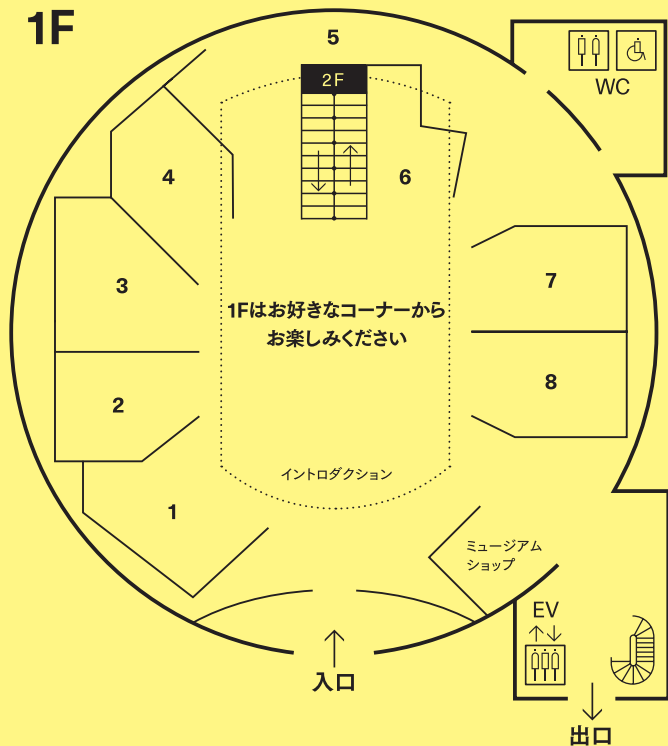 1F
5
2F
WC
4
6
3
7
1Fはお好きなコーナーから
お楽しみください
2
8
イントロダクション
1
ミュージアム
ショップ
EV
入口
出口